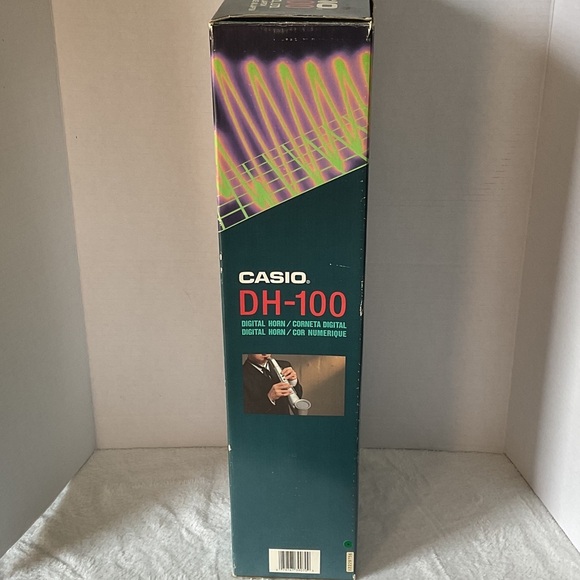 CASIO®
DH-100
DIGITAL HORN/CORNETA DIGITAL
DIGITAL HORN/COR NUMERIQUE